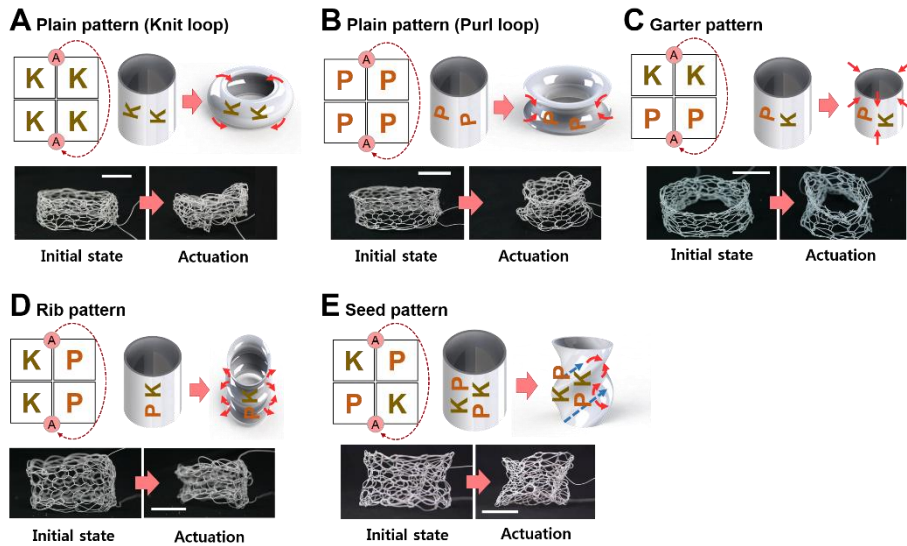 A Plain pattern (Knit loop)
A
K K
K K
A
K K
K K
Initial state Actuation
B Plain pattern (Purl loop)
A
P P
P P
A
P P
P P
Initial state Actuation
C Garter pattern
A
K K
P P
A
P K
P K
Initial state Actuation
D Rib pattern
A
K P
K P
A
P K
P K
Initial state Actuation
E Seed pattern
A
K P
P K
A
K P
P K
K P
P K
Initial state Actuation